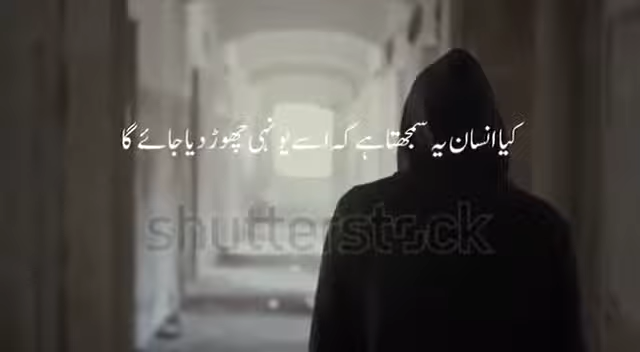 کیا انسان یہ سمجھتا ہے کہ اسے یونہی چھوڑ دیا جائے گا
shutterstock